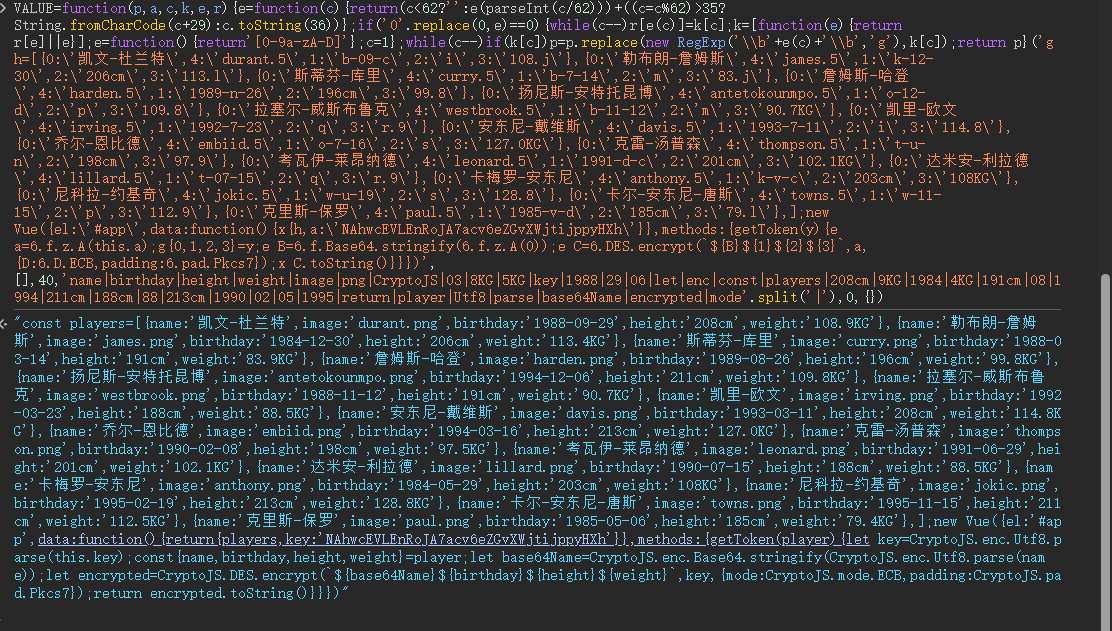 VALUE=function(p,a,c,k,e,r){e=function(c){return(c<62?'':e(parseInt(c/62)))+((c=c%62)>35?
String.fromCharCode(c+29):c.toString(36))};if('0'.replace(0,e)==0){while(c--)r[e(c)]=k[c];k=[function(e){return
r[e]||e}];e=function(){return'[0-9a-zA-D]'};c=1};while(c--)if(k[c])p=p.replace(new RegExp('\\b'+e(c)+'\\b','g'),k[c]);return p}('g
h=[{0:\'凯文-杜兰特\',4:\'durant.5\',1:\'b-09-c\',2:\'i\',3:\'108.j\'},{0:\'勒布朗-詹姆斯\',4:\'james.5\',1:\'k-12-
30\',2:\'206cm\',3:\'113.l\'},{0:\'斯蒂芬-库里\',4:\'curry.5\',1:\'b-7-14\',2:\'m\',3:\'83.j\'},{0:\'詹姆斯-哈登
\',4:\'harden.5\',1:\'1989-n-26\',2:\'196cm\',3:\'99.8\'},{0:\'扬尼斯-安特托昆博\',4:\'antetokounmpo.5\',1:\'o-12-
d\',2:\'p\',3:\'109.8\'},{0:\'拉塞尔-威斯布鲁克\',4:\'westbrook.5\',1:\'b-11-12\',2:\'m\',3:\'90.7KG\'},{0:\'凯里-欧文
\',4:\'irving.5\',1:\'1992-7-23\',2:\'q\',3:\'r.9\'},{0:\'安东尼-戴维斯\',4:\'davis.5\',1:\'1993-7-11\',2:\'i\',3:\'114.8\'},
{0:\'乔尔-恩比德\',4:\'embiid.5\',1:\'o-7-16\',2:\'s\',3:\'127.0KG\'},{0:\'克雷-汤普森\',4:\'thompson.5\',1:\'t-u-
n\',2:\'198cm\',3:\'97.9\'},{0:\'考瓦伊-莱昂纳德\',4:\'leonard.5\',1:\'1991-d-c\',2:\'201cm\',3:\'102.1KG\'},{0:\'达米安-利拉德
\',4:\'lillard.5\',1:\'t-07-15\',2:\'q\',3:\'r.9\'},{0:\'卡梅罗-安东尼\',4:\'anthony.5\',1:\'k-v-c\',2:\'203cm\',3:\'108KG\'},
{0:\'尼科拉-约基奇\',4:\'jokic.5\',1:\'w-u-19\',2:\'s\',3:\'128.8\'},{0:\'卡尔-安东尼-唐斯\',4:\'towns.5\',1:\'w-11-
15\',2:\'p\',3:\'112.9\'},{0:\'克里斯-保罗\',4:\'paul.5\',1:\'1985-v-d\',2:\'185cm\',3:\'79.l\'},];new
Vue({el:\'#app\',data:function(){x{h,a:\'NAhwcEVLEnRoJA7acv6eZGvXWjtijppyHXh\'}},methods:{getToken(y){e
a=6.f.z.A(this.a);g{0,1,2,3}=y;e B=6.f.Base64.stringify(6.f.z.A(0));e C=6.DES.encrypt(`${B}${1}${2}${3}`,a,
{D:6.D.ECB,padding:6.pad.Pkcs7});x C.toString()}}})',
[],40,'name|birthday|height|weight|image|png|CryptoJS|03|8KG|5KG|key|1988|29|06|let|enc|const|players|208cm|9KG|1984|4KG|191cm|08|1
994|211cm|188cm|88|213cm|1990|02|05|1995|return|player|Utf8|parse|base64Name|encrypted|mode'.split('|'),0,{})
"const players=[{name:'凯文-杜兰特',image:'durant.png',birthday:'1988-09-29',height:'208cm',weight:'108.9KG'},{name:'勒布朗-詹姆
斯',image:'james.png',birthday:'1984-12-30',height:'206cm',weight:'113.4KG'},{name:'斯蒂芬-库里',image:'curry.png',birthday:'1988-0
3-14',height:'191cm',weight:'83.9KG'},{name:'詹姆斯-哈登',image:'harden.png',birthday:'1989-08-26',height:'196cm',weight:'99.8KG'},
{name:'扬尼斯-安特托昆博',image:'antetokounmpo.png',birthday:'1994-12-06',height:'211cm',weight:'109.8KG'},{name:'拉塞尔-威斯布鲁
克',image:'westbrook.png',birthday:'1988-11-12',height:'191cm',weight:'90.7KG'},{name:'凯里-欧文',image:'irving.png',birthday:'1992
-03-23',height:'188cm',weight:'88.5KG'},{name:'安东尼-戴维斯',image:'davis.png',birthday:'1993-03-11',height:'208cm',weight:'114.8K
G'},{name:'乔尔-恩比德',image:'embiid.png',birthday:'1994-03-16',height:'213cm',weight:'127.0KG'},{name:'克雷-汤普森',image:'thomps
on.png',birthday:'1990-02-08',height:'198cm',weight:'97.5KG'},{name:'考瓦伊-莱昂纳德',image:'leonard.png',birthday:'1991-06-29',hei
ght:'201cm',weight:'102.1KG'},{name:'达米安-利拉德',image:'lillard.png',birthday:'1990-07-15',height:'188cm',weight:'88.5KG'},{nam
e:'卡梅罗-安东尼',image:'anthony.png',birthday:'1984-05-29',height:'203cm',weight:'108KG'},{name:'尼科拉-约基奇',image:'jokic.png',
birthday:'1995-02-19',height:'213cm',weight:'128.8KG'},{name:'卡尔-安东尼-唐斯',image:'towns.png',birthday:'1995-11-15',height:'211
cm',weight:'112.5KG'},{name:'克里斯-保罗',image:'paul.png',birthday:'1985-05-06',height:'185cm',weight:'79.4KG'},];new Vue({el:'#ap
p',data:function(){return{players,key:'NAhwcEVLEnRoJA7acv6eZGvXWjtijppyHXh'}},methods:{getToken(player){let key=CryptoJS.enc.Utf8.p
arse(this.key);const{name,birthday,height,weight}=player;let base64Name=CryptoJS.enc.Base64.stringify(CryptoJS.enc.Utf8.parse(nam
e));let encrypted=CryptoJS.DES.encrypt(`${base64Name}${birthday}${height}${weight}`,key,{mode:CryptoJS.mode.ECB,padding:CryptoJS.pa
d.Pkcs7});return encrypted.toString()}}})"